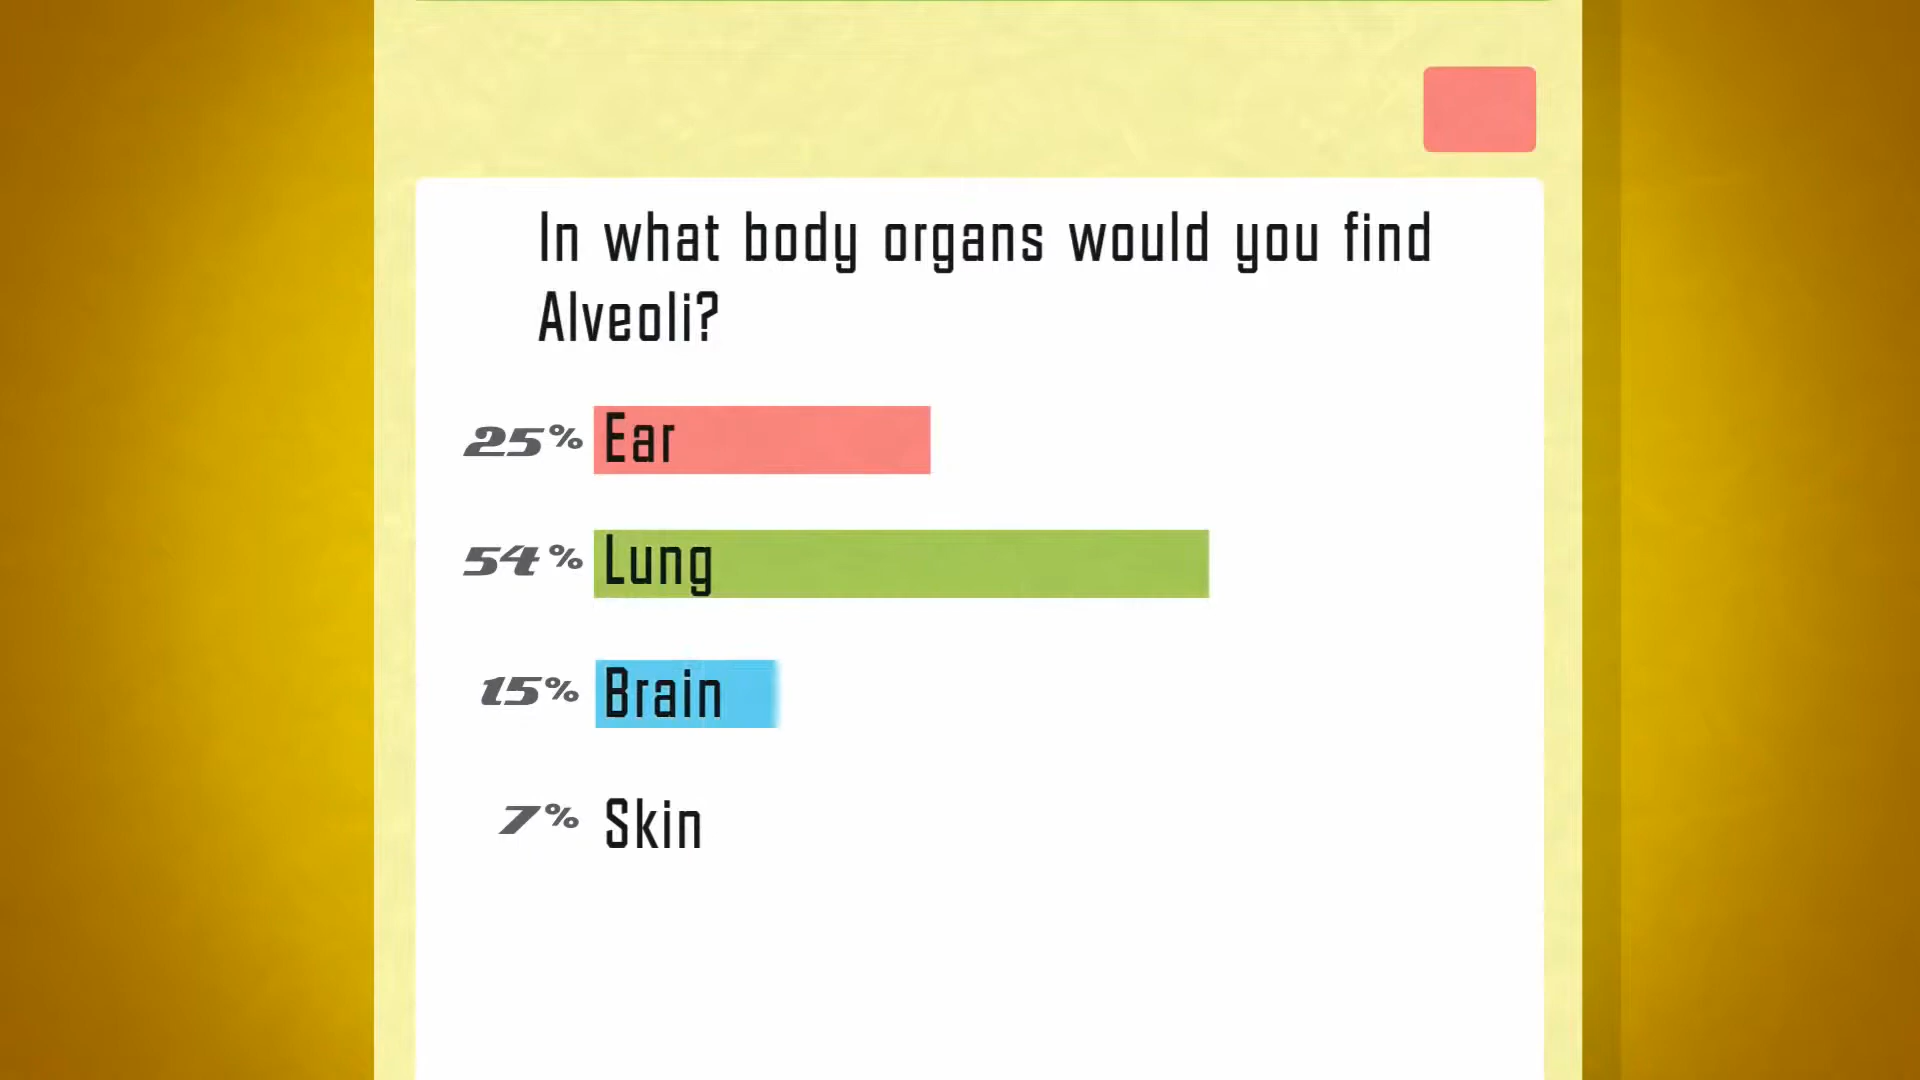 In what body organs would you find
Alveoli?
25% Ear
54% Lung
15% Brain
7% Skin